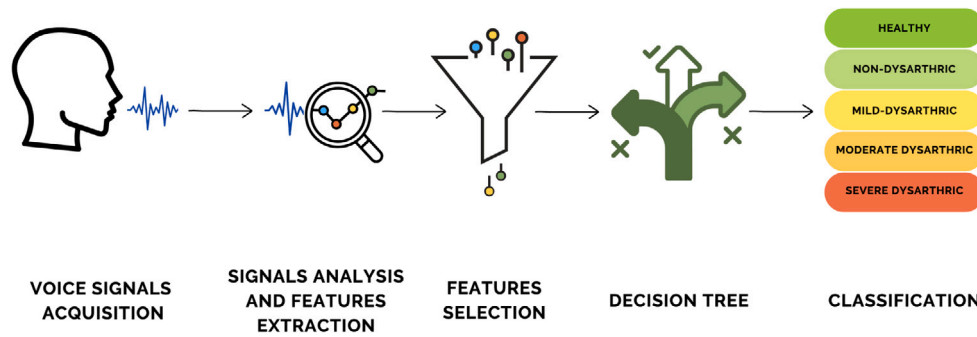 HEALTHY
NON-DYSARTHRIC
MILD-DYSARTHRIC
MODERATE DYSARTHRIC
SEVERE DYSARTHRIC
VOICE SIGNALS
ACQUISITION
SIGNALS ANALYSIS
AND FEATURES
EXTRACTION
FEATURES
SELECTION
DECISION TREE
CLASSIFICATION